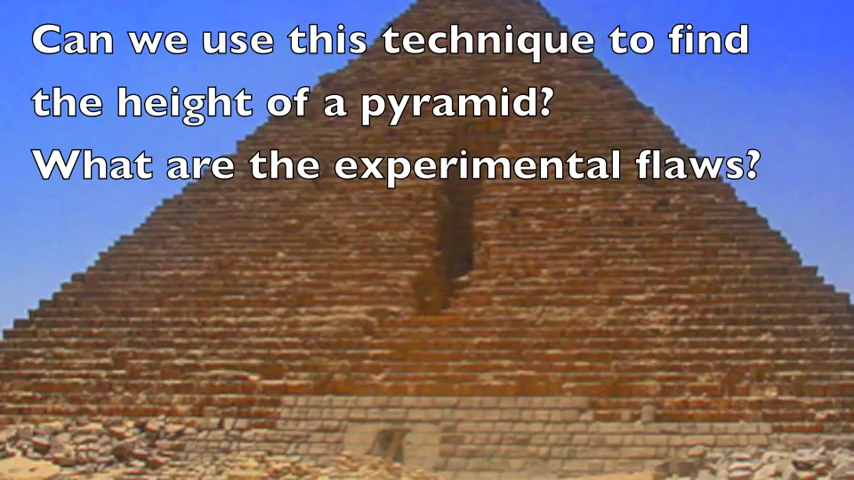 Can we use this technique to find
the height of a pyramid?
What are the experimental flaws?